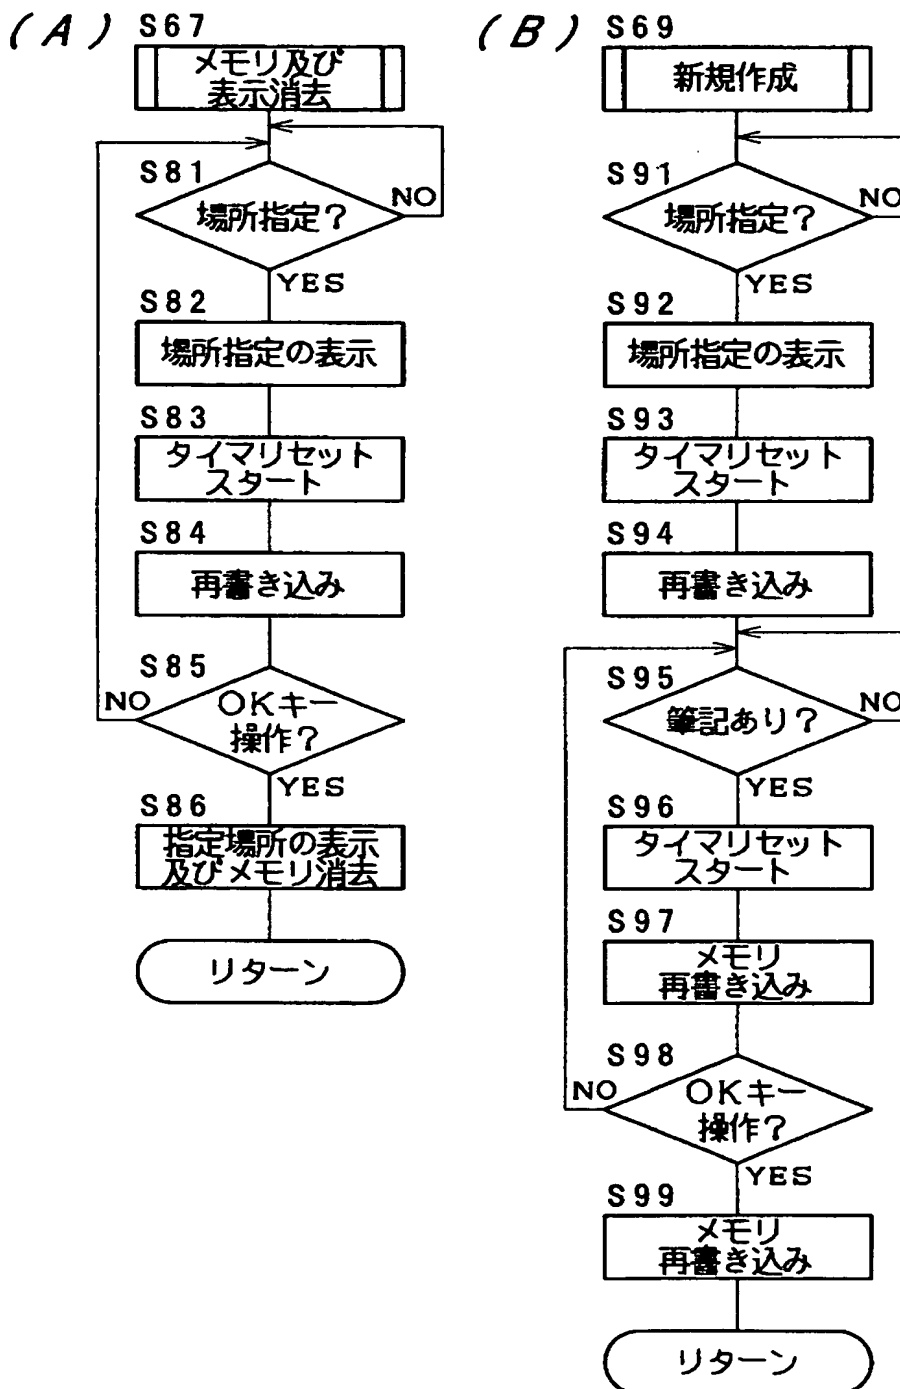 (A)
S67
メモリ及び
表示消去
S81
場所指定?
NO
YES
S82
場所指定の表示
S83
タイマリセット
スタート
S84
再書き込み
S85
NO
OKキー
操作?
YES
S86
指定場所の表示
及びメモリ消去
リターン
(B)
S69
新規作成
S91
場所指定?
NO
YES
S92
場所指定の表示
S93
タイマリセット
スタート
S94
再書き込み
S95
筆記あり?
NO
YES
S96
タイマリセット
スタート
S97
メモリ
再書き込み
S98
NO
OKキー
操作?
YES
S99
メモリ
再書き込み
リターン